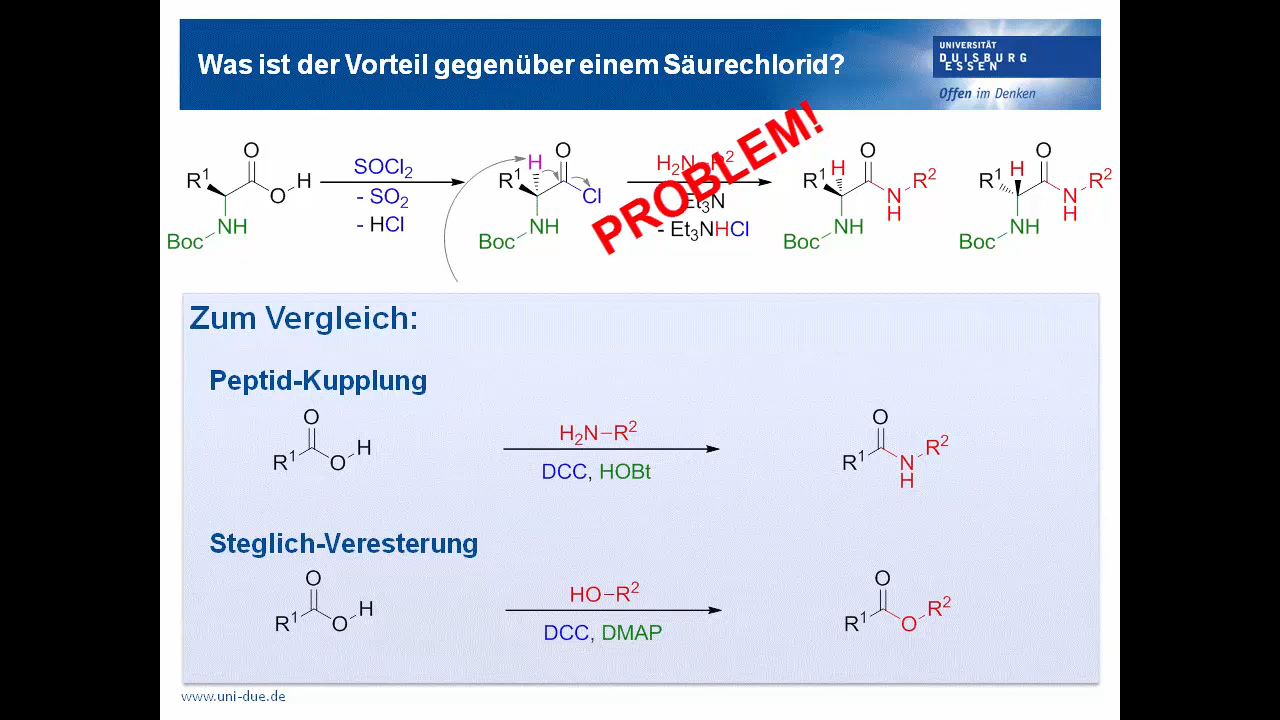 Was ist der Vorteil gegenüber einem Säurechlorid?
UNIVERSITÄT
DUISBURG
ESSEN
Offen im Denken
R¹ O O H NH Boc
SOCl₂
- SO₂
- HCl
R¹ H O Cl NH Boc
H₂N R²
Et₃N
- Et₃NHCl
PROBLEM!
R¹ H O N H R² NH Boc
R¹ H O N H R² NH Boc
Zum Vergleich:
Peptid-Kupplung
R¹ O O H
H₂N–R²
DCC, HOBt
R¹ O N H R²
Steglich-Veresterung
R¹ O O H
HO–R²
DCC, DMAP
R¹ O O R²
www.uni-due.de